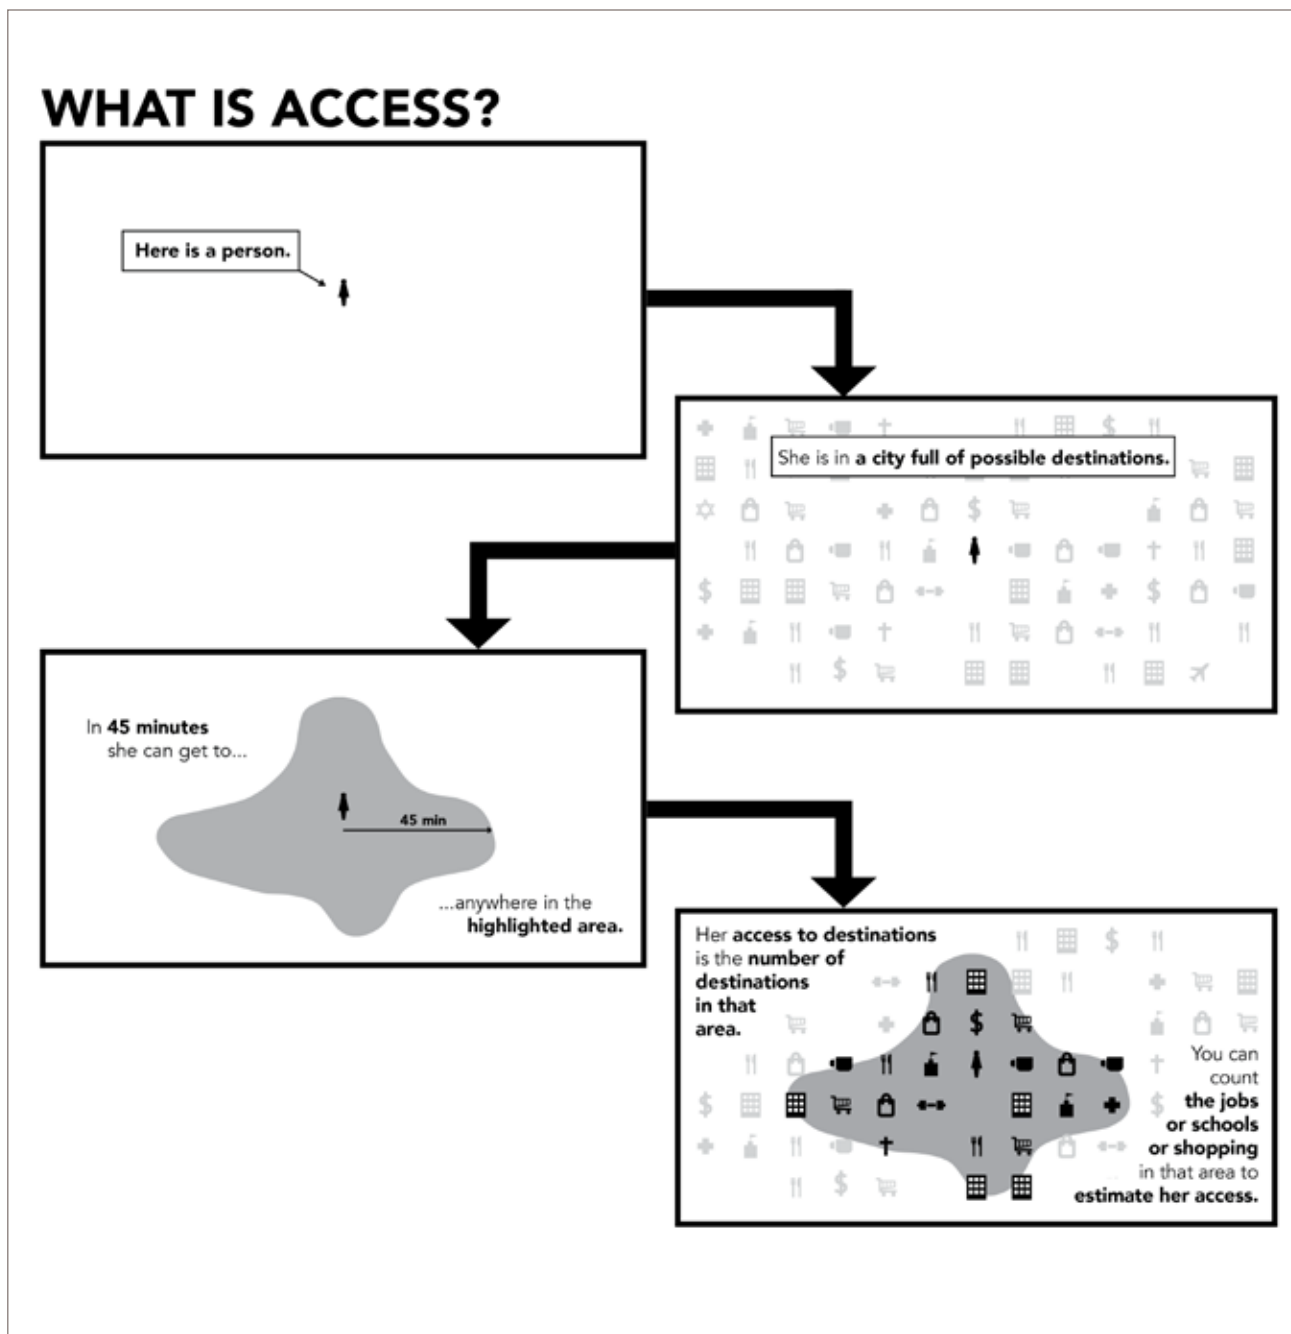 WHAT IS ACCESS?
Here is a person.
She is in a city full of possible destinations.
In 45 minutes
she can get to...
45 min
...anywhere in the
highlighted area.
Her access to destinations
is the number of
destinations
in that
area.
You can
count
the jobs
or schools
or shopping
in that area to
estimate her access.